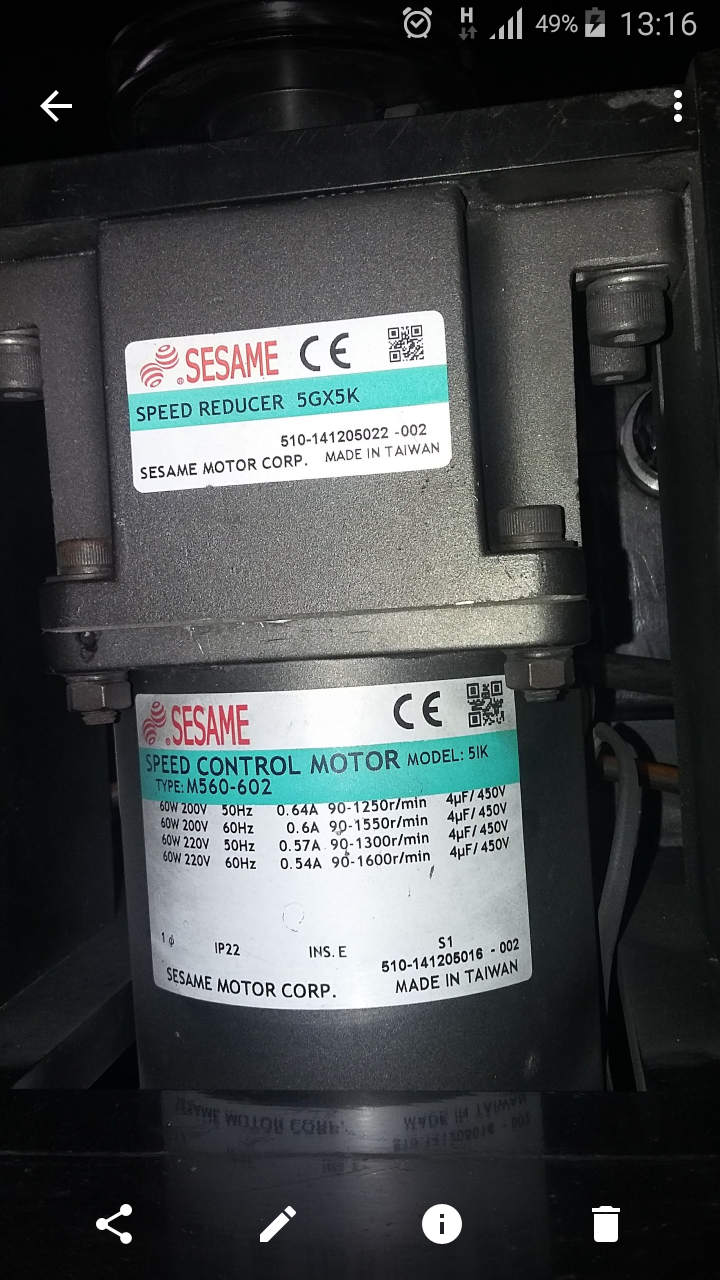 H 49% 13:16
SESAME CE
SPEED REDUCER 5GX5K
510-141205022 -002
SESAME MOTOR CORP. MADE IN TAIWAN
SESAME CE
SPEED CONTROL MOTOR MODEL: 5IK
TYPE: M560-602
60W 200V 50Hz 0.64A 90-1250r/min 4µF/450V
60W 200V 60Hz 0.6A 90-1550r/min 4µF/450V
60W 220V 50Hz 0.57A 90-1300r/min 4µF/450V
60W 220V 60Hz 0.54A 90-1600r/min 4µF/450V
1 φ IP22 INS. E S1
510-141205016 - 002
SESAME MOTOR CORP. MADE IN TAIWAN